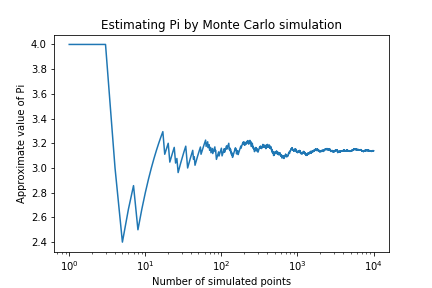 Estimating Pi by Monte Carlo simulation
Approximate value of Pi
4.0
3.8
3.6
3.4
3.2
3.0
2.8
2.6
2.4
10⁰ 10¹ 10² 10³ 10⁴
Number of simulated points